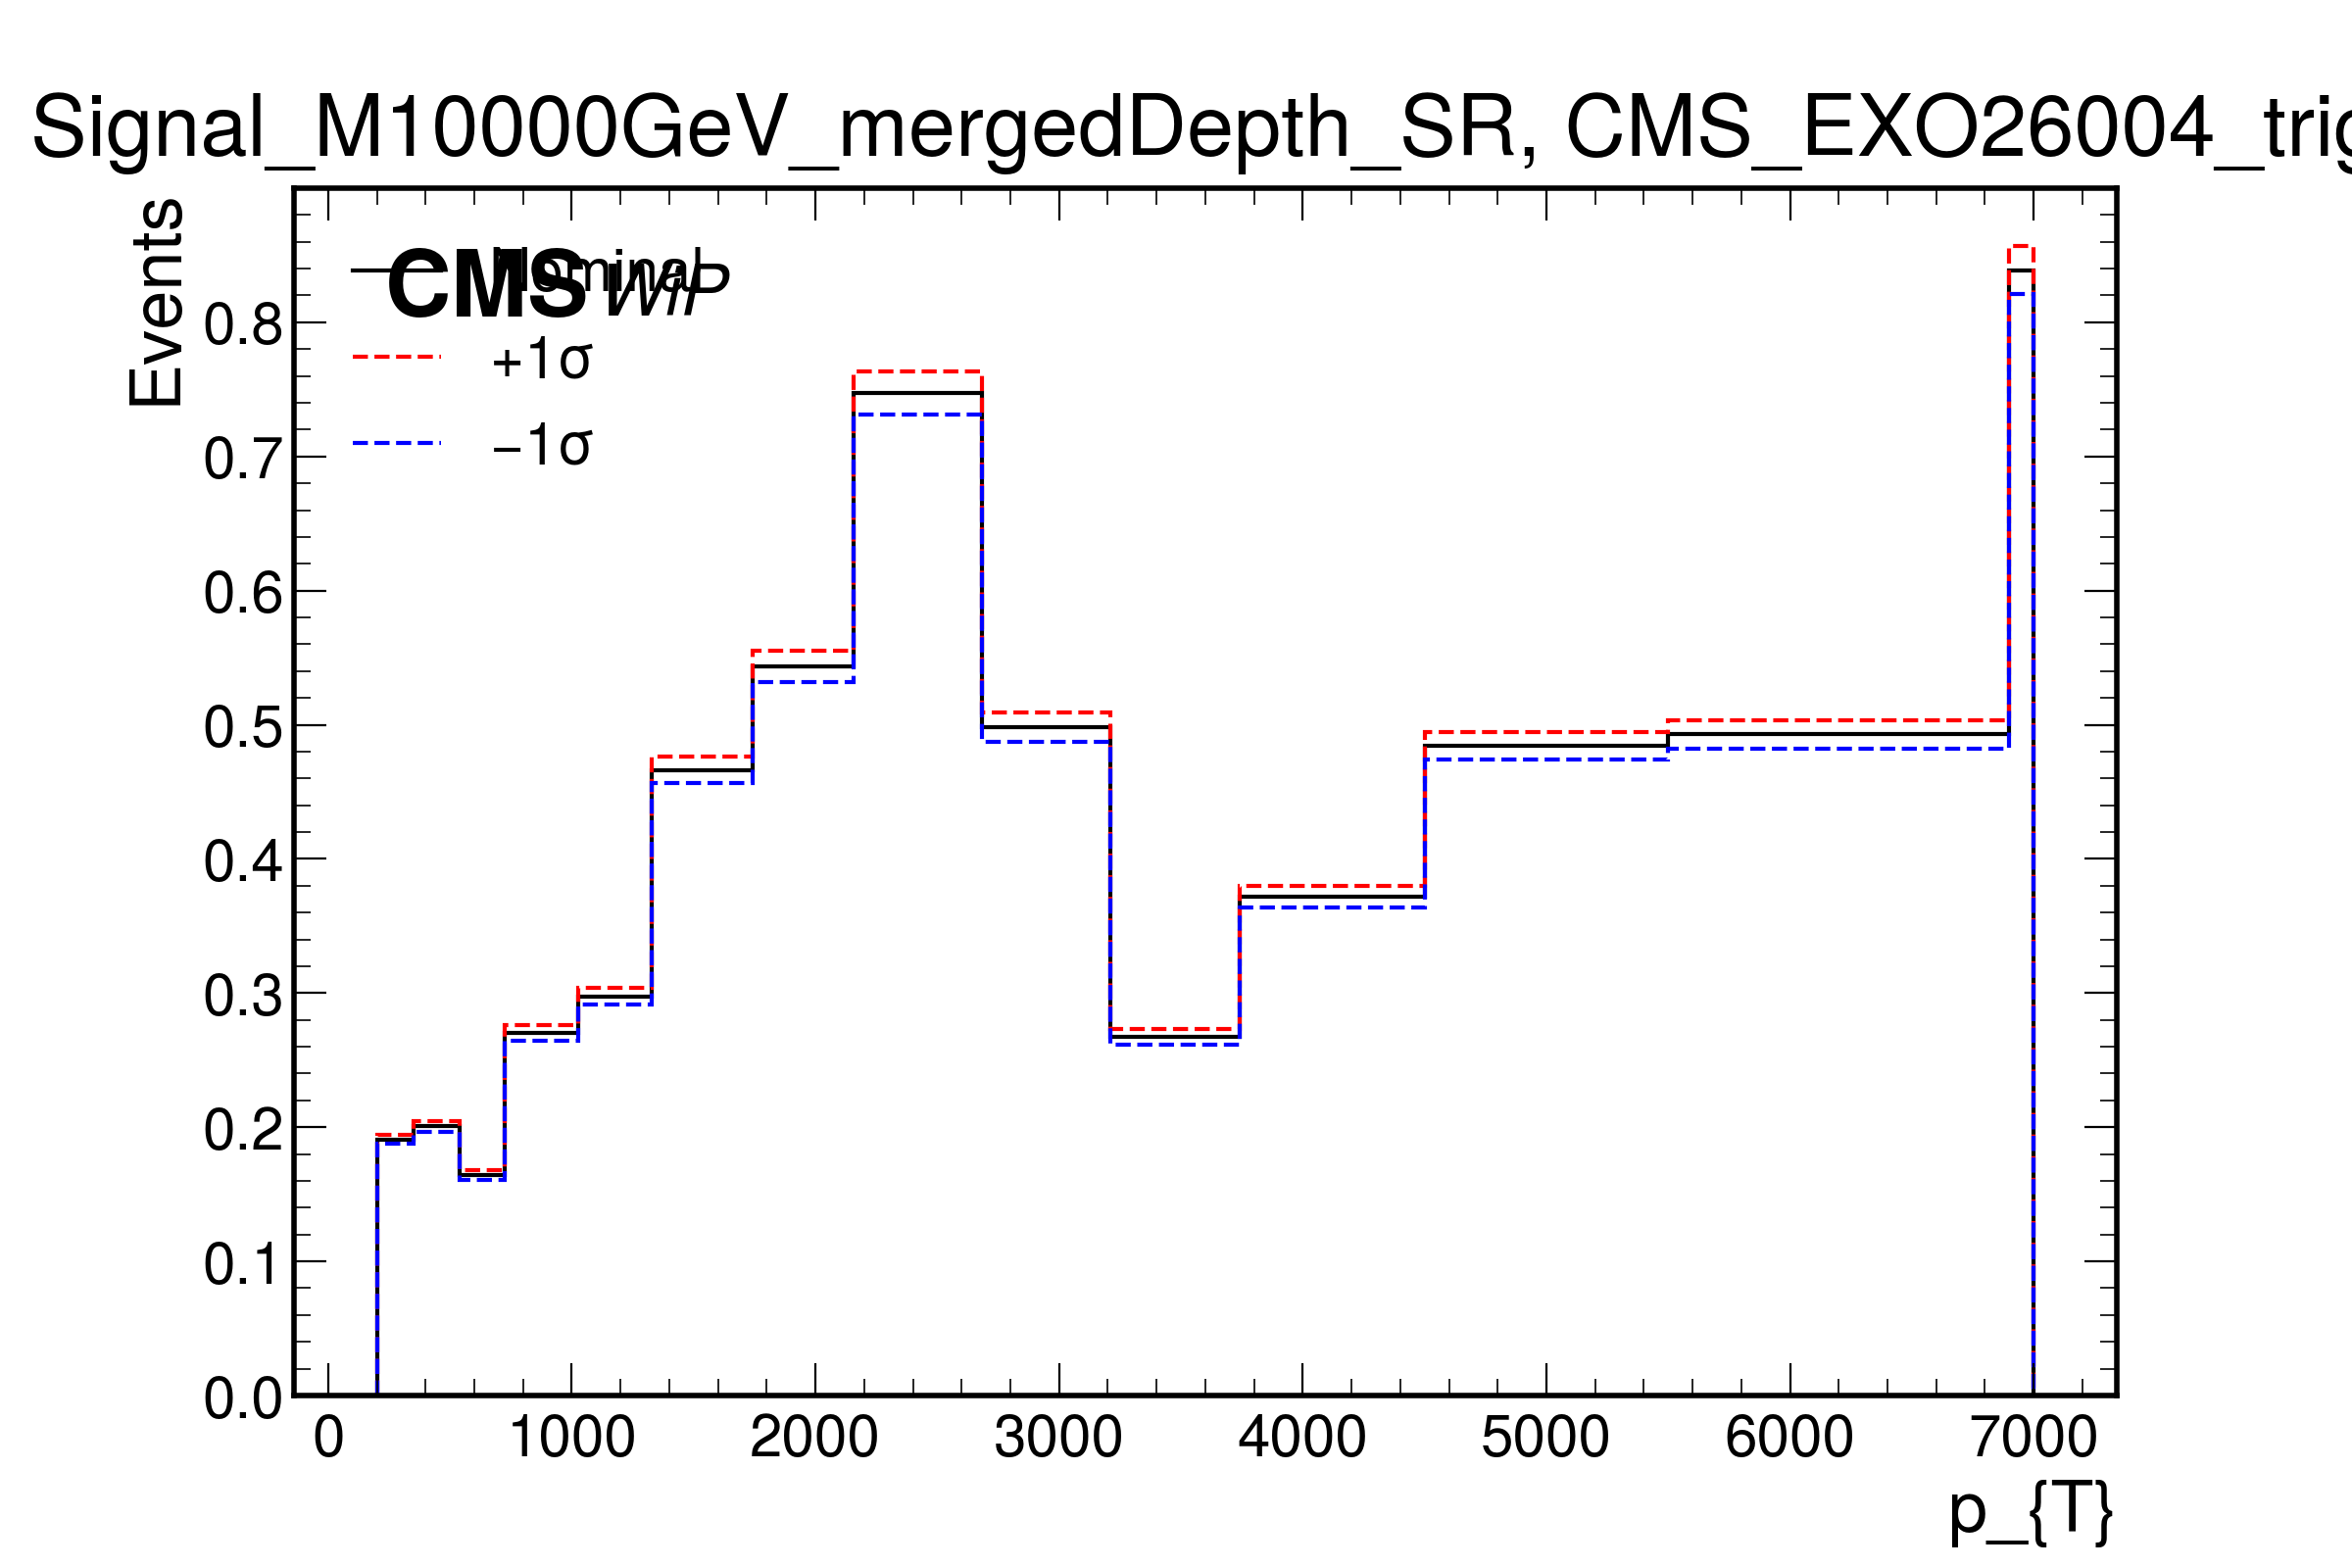 Signal_M10000GeV_mergedDepth_SR, CMS_EXO26004_trig
Events
CMS WiP
Nominal
+1σ
−1σ
0.8
0.7
0.6
0.5
0.4
0.3
0.2
0.1
0.0
0 1000 2000 3000 4000 5000 6000 7000
p_{T}